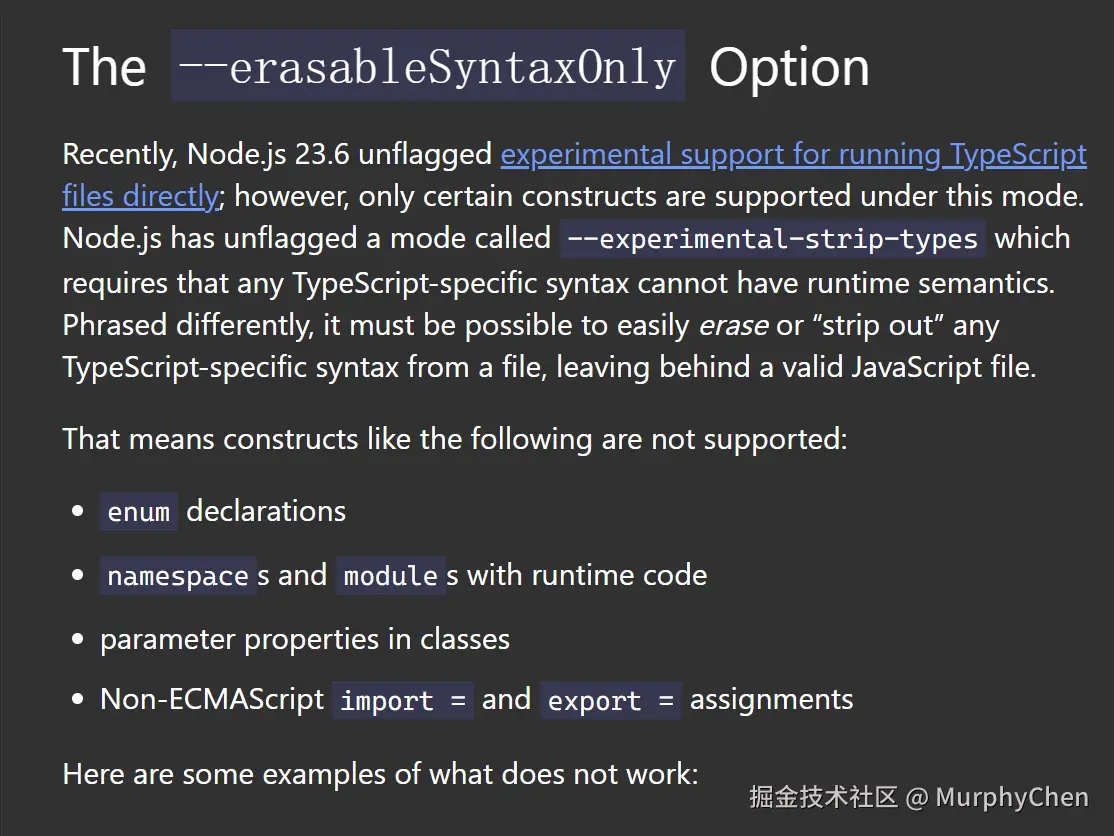 The --erasableSyntaxOnly Option
Recently, Node.js 23.6 unflagged experimental support for running TypeScript
files directly; however, only certain constructs are supported under this mode.
Node.js has unflagged a mode called --experimental-strip-types which
requires that any TypeScript-specific syntax cannot have runtime semantics.
Phrased differently, it must be possible to easily erase or “strip out” any
TypeScript-specific syntax from a file, leaving behind a valid JavaScript file.
That means constructs like the following are not supported:
• enum declarations
• namespaces and modules with runtime code
• parameter properties in classes
• Non-ECMAScript import = and export = assignments
Here are some examples of what does not work:
掘金技术社区 @ MurphyChen